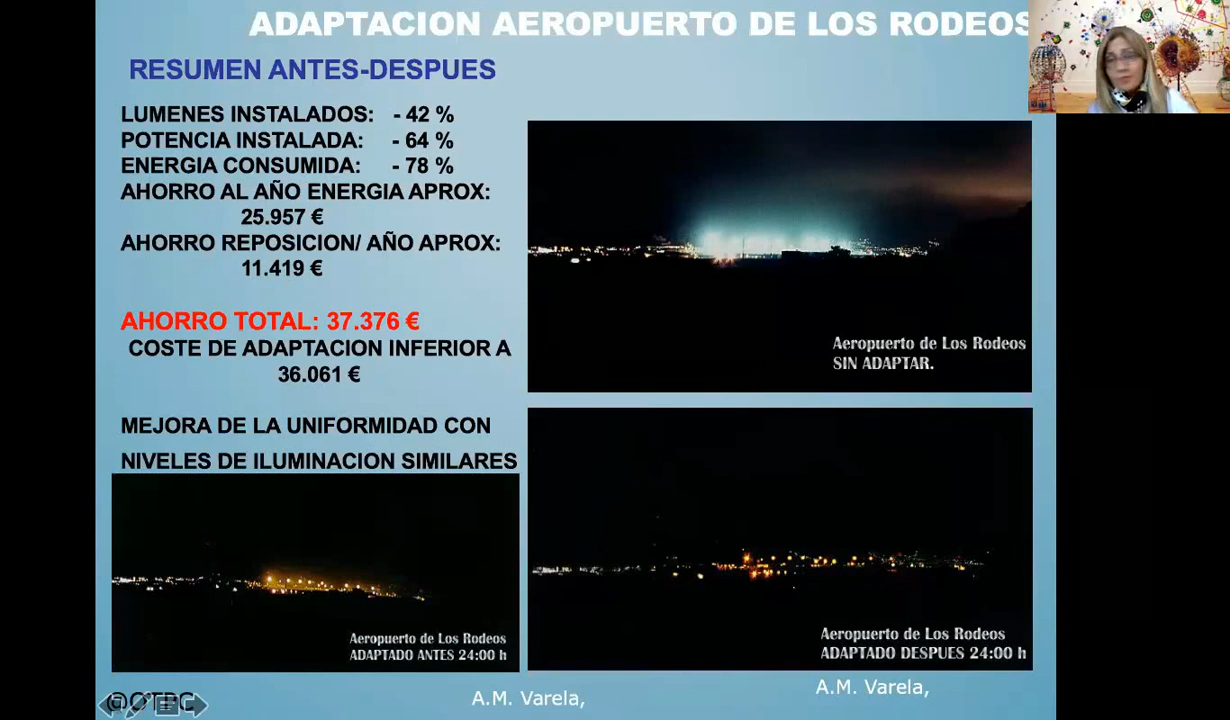 ADAPTACION AEROPUERTO DE LOS RODEOS
RESUMEN ANTES-DESPUES
LUMENES INSTALADOS: - 42 %
POTENCIA INSTALADA: - 64 %
ENERGIA CONSUMIDA: - 78 %
AHORRO AL AÑO ENERGIA APROX:
25.957 €
AHORRO REPOSICION/ AÑO APROX:
11.419 €
AHORRO TOTAL: 37.376 €
COSTE DE ADAPTACION INFERIOR A
36.061 €
MEJORA DE LA UNIFORMIDAD CON
NIVELES DE ILUMINACION SIMILARES
Aeropuerto de Los Rodeos
SIN ADAPTAR.
Aeropuerto de Los Rodeos
ADAPTADO ANTES 24:00 h
Aeropuerto de Los Rodeos
ADAPTADO DESPUES 24:00 h
@OTPC
A.M. Varela,
A.M. Varela,